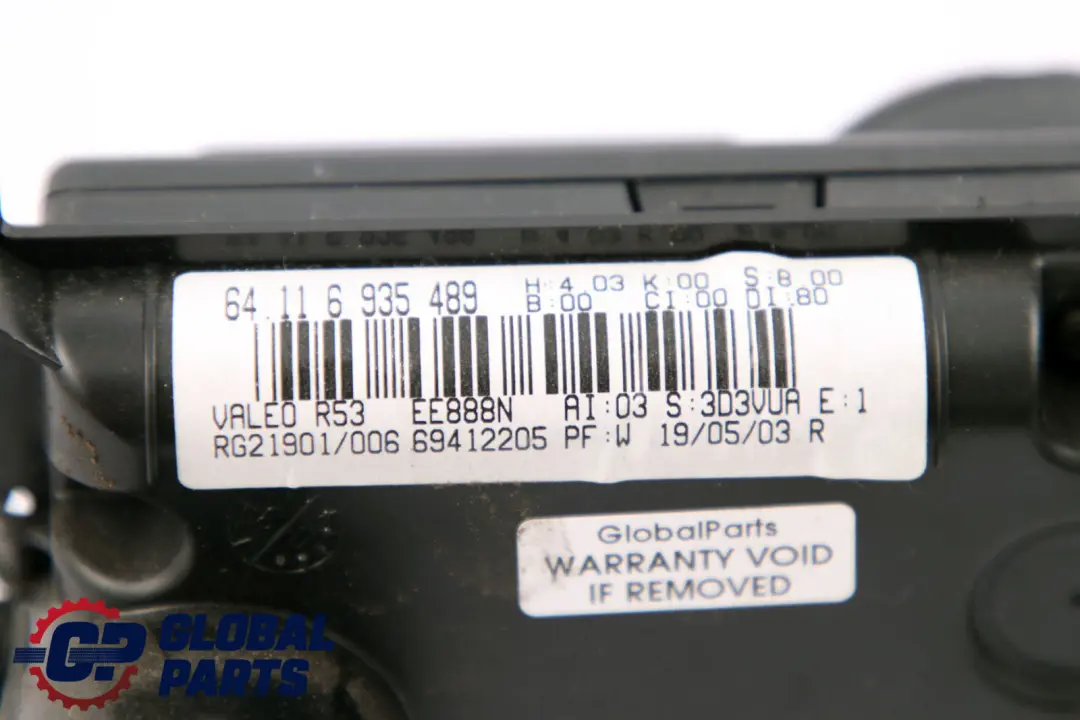 64.11 6 935 489 H:4.03 K:00 S:8.00
B:00 CI:00 DI:80
VALEO R53 EE888N AI:03 S:3D3VUA E:1
RG21901/006 69412205 PF:W 19/05/03 R
GlobalParts
WARRANTY VOID
IF REMOVED
GP GLOBAL
PARTS